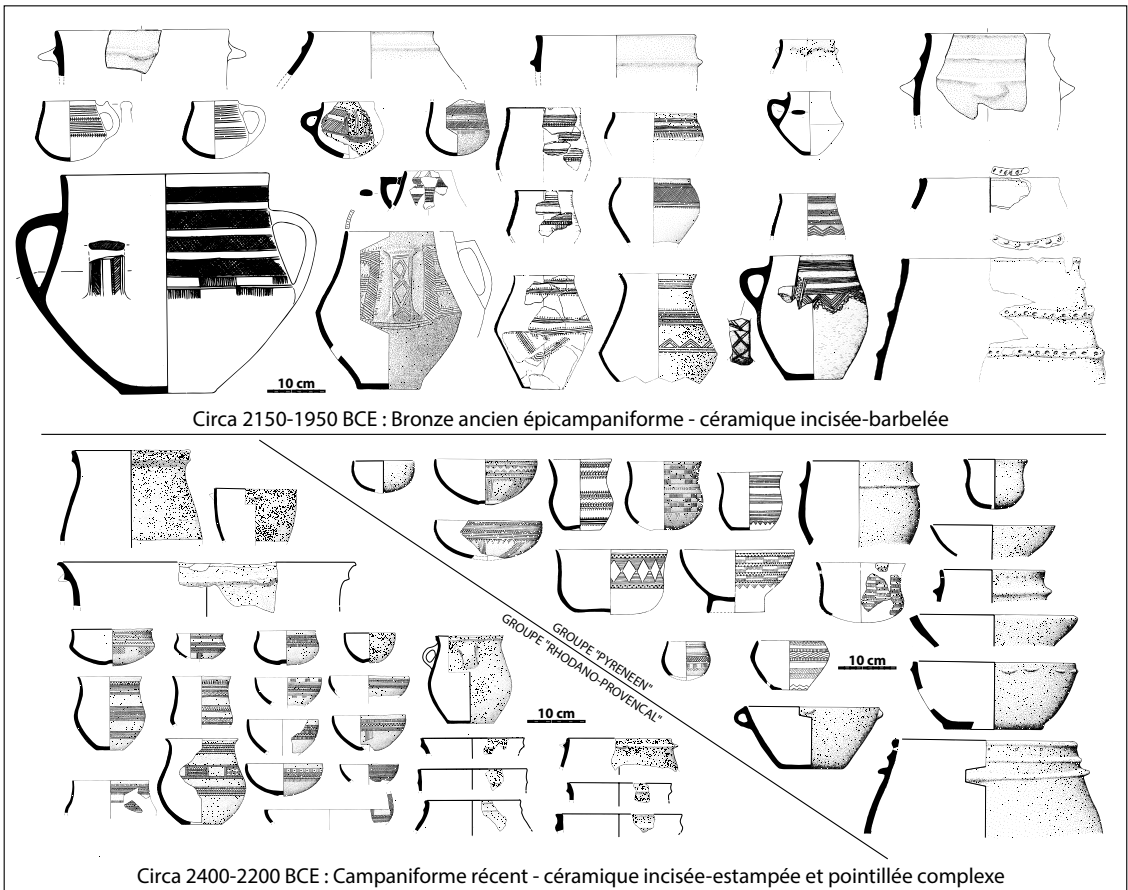 10 cm
Circa 2150-1950 BCE : Bronze ancien épicampaniforme - céramique incisée-barbelée
GROUPE "PYRENEEN"
GROUPE "RHODANO-PROVENCAL"
10 cm
10 cm
Circa 2400-2200 BCE : Campaniforme récent - céramique incisée-estampée et pointillée complexe